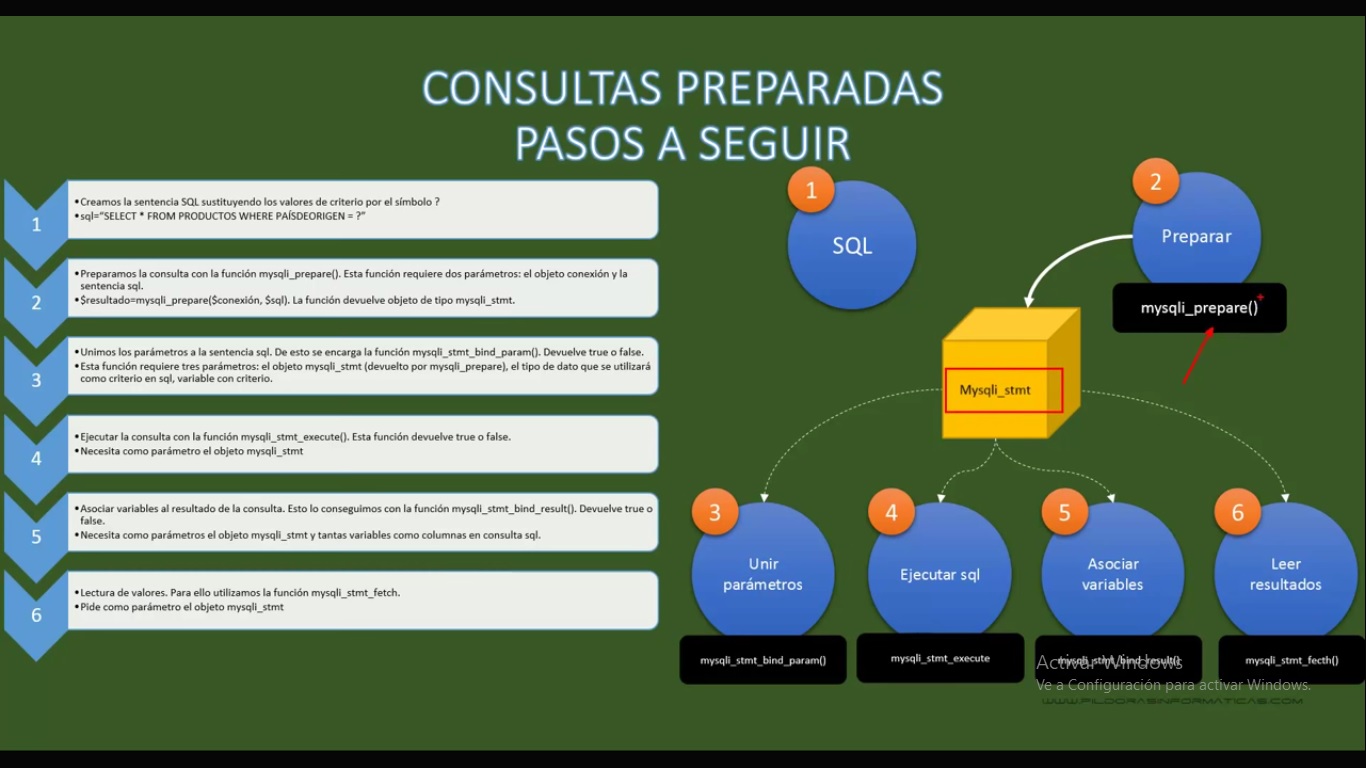 CONSULTAS PREPARADAS
PASOS A SEGUIR
1
•Creamos la sentencia SQL sustituyendo los valores de criterio por el símbolo ?
•sql="SELECT * FROM PRODUCTOS WHERE PAÍSDEORIGEN = ?"
2
•Preparamos la consulta con la función mysqli_prepare(). Esta función requiere dos parámetros: el objeto conexión y la
sentencia sql.
•$resultado=mysqli_prepare($conexión, $sql). La función devuelve objeto de tipo mysqli_stmt.
3
•Unimos los parámetros a la sentencia sql. De esto se encarga la función mysqli_stmt_bind_param(). Devuelve true o false.
•Esta función requiere tres parámetros: el objeto mysqli_stmt (devuelto por mysqli_prepare), el tipo de dato que se utilizará
como criterio en sql, variable con criterio.
4
•Ejecutar la consulta con la función mysqli_stmt_execute(). Esta función devuelve true o false.
•Necesita como parámetro el objeto mysqli_stmt
5
•Asociar variables al resultado de la consulta. Esto lo conseguimos con la función mysqli_stmt_bind_result(). Devuelve true o
false.
•Necesita como parámetros el objeto mysqli_stmt y tantas variables como columnas en consulta sql.
6
•Lectura de valores. Para ello utilizamos la función mysqli_stmt_fetch.
•Pide como parámetro el objeto mysqli_stmt
1
SQL
2
Preparar
mysqli_prepare()
Mysqli_stmt
3
Unir
parámetros
mysqli_stmt_bind_param()
4
Ejecutar sql
mysqli_stmt_execute
5
Asociar
variables
mysqli_stmt_bind_result()
6
Leer
resultados
mysqli_stmt_fecth()
Activar Windows
Ve a Configuración para activar Windows.
WWW.PILDORASINFORMATICAS.COM